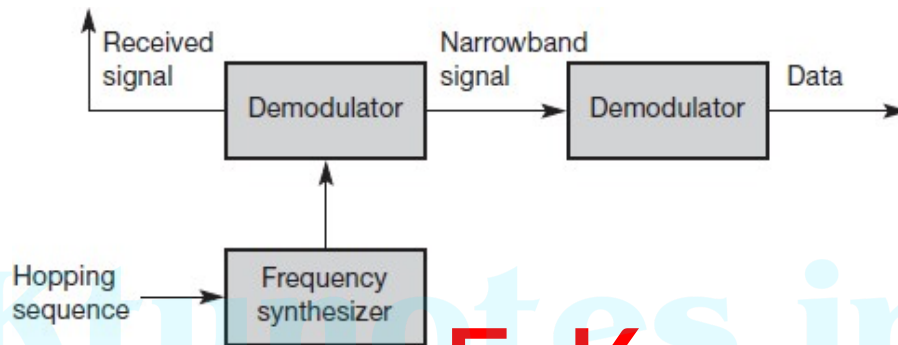 Received
signal
Narrowband
signal
Data
Demodulator
Demodulator
Hopping
sequence
Frequency
synthesizer